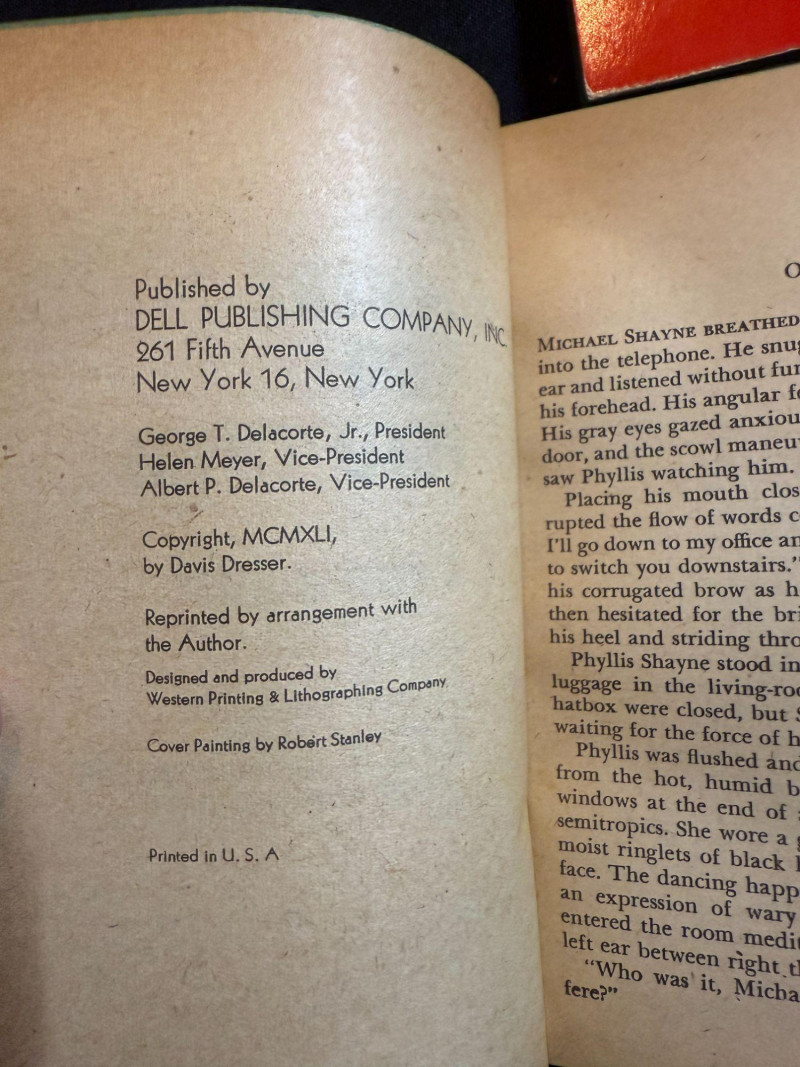 Published by
DELL PUBLISHING COMPANY, INC.
261 Fifth Avenue
New York 16, New York
George T. Delacorte, Jr., President
Helen Meyer, Vice-President
Albert P. Delacorte, Vice-President
Copyright, MCMXLI,
by Davis Dresser.
Reprinted by arrangement with
the Author.
Designed and produced by
Western Printing & Lithographing Company
Cover Painting by Robert Stanley
Printed in U. S. A
MICHAEL SHAYNE BREATHED
into the telephone. He
ear and listened without
his forehead. His angular
His gray eyes gazed
door, and the scowl
saw Phyllis watching him.
Placing his mouth
rupted the flow of words
I'll go down to my office
to switch you downstairs."
his corrugated brow as
then hesitated for the
his heel and striding
Phyllis Shayne stood in
luggage in the
hatbox were closed, but
waiting for the force of
Phyllis was flushed and
from the hot, humid
windows at the end of
semitropics. She wore a
moist ringlets of black
face. The dancing
an expression of wary
entered the room
left ear between right
"Who was it,
fere?"